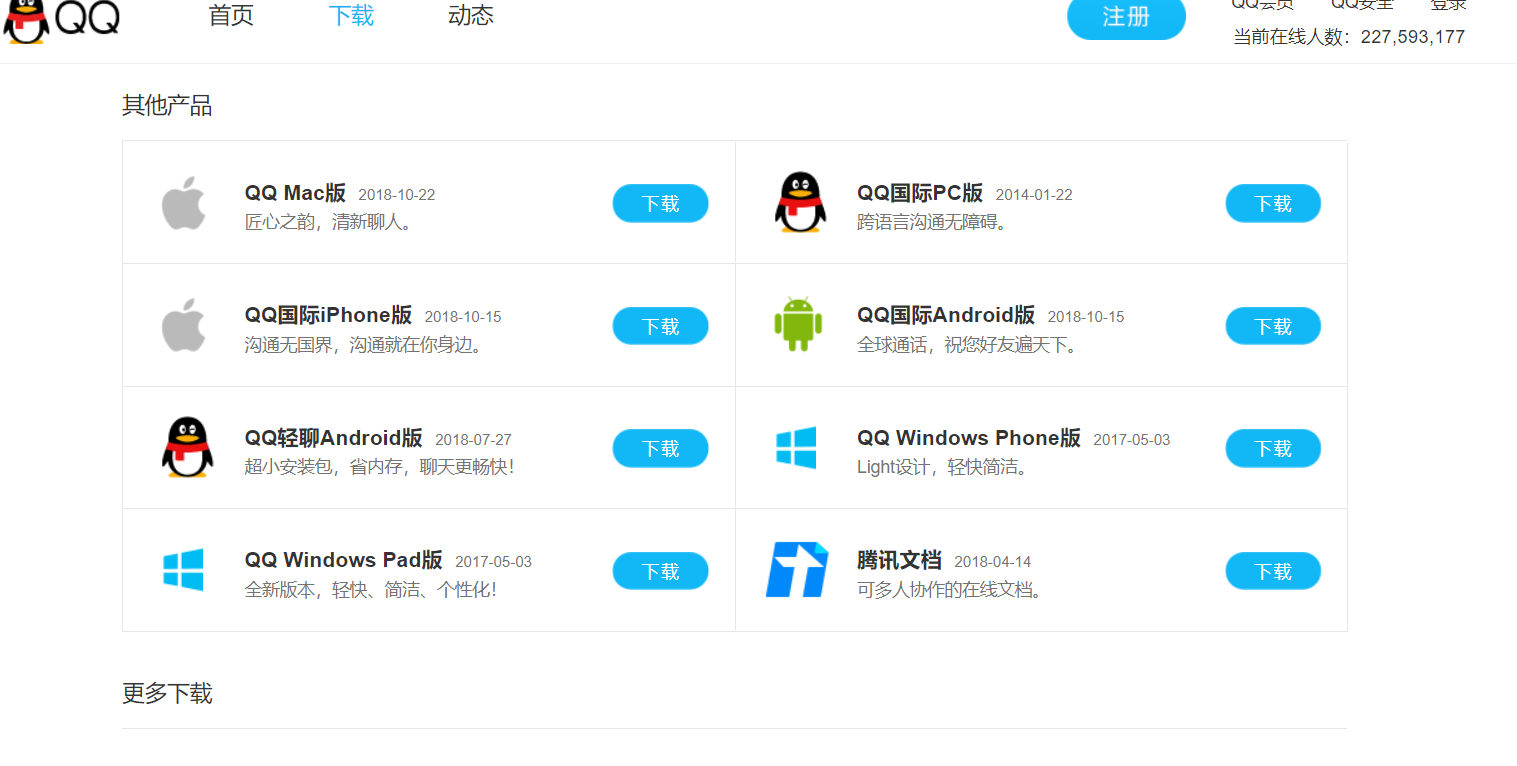 QQ
首页
下载
动态
注册
QQ会员
QQ安全
登录
当前在线人数：227,593,177
其他产品
QQ Mac版 2018-10-22
匠心之韵，清新聊人。
下载
QQ国际PC版 2014-01-22
跨语言沟通无障碍。
下载
QQ国际iPhone版 2018-10-15
沟通无国界，沟通就在你身边。
下载
QQ国际Android版 2018-10-15
全球通话，祝您好友遍天下。
下载
QQ轻聊Android版 2018-07-27
超小安装包，省内存，聊天更畅快！
下载
QQ Windows Phone版 2017-05-03
Light设计，轻快简洁。
下载
QQ Windows Pad版 2017-05-03
全新版本，轻快、简洁、个性化！
下载
腾讯文档 2018-04-14
可多人协作的在线文档。
下载
更多下载